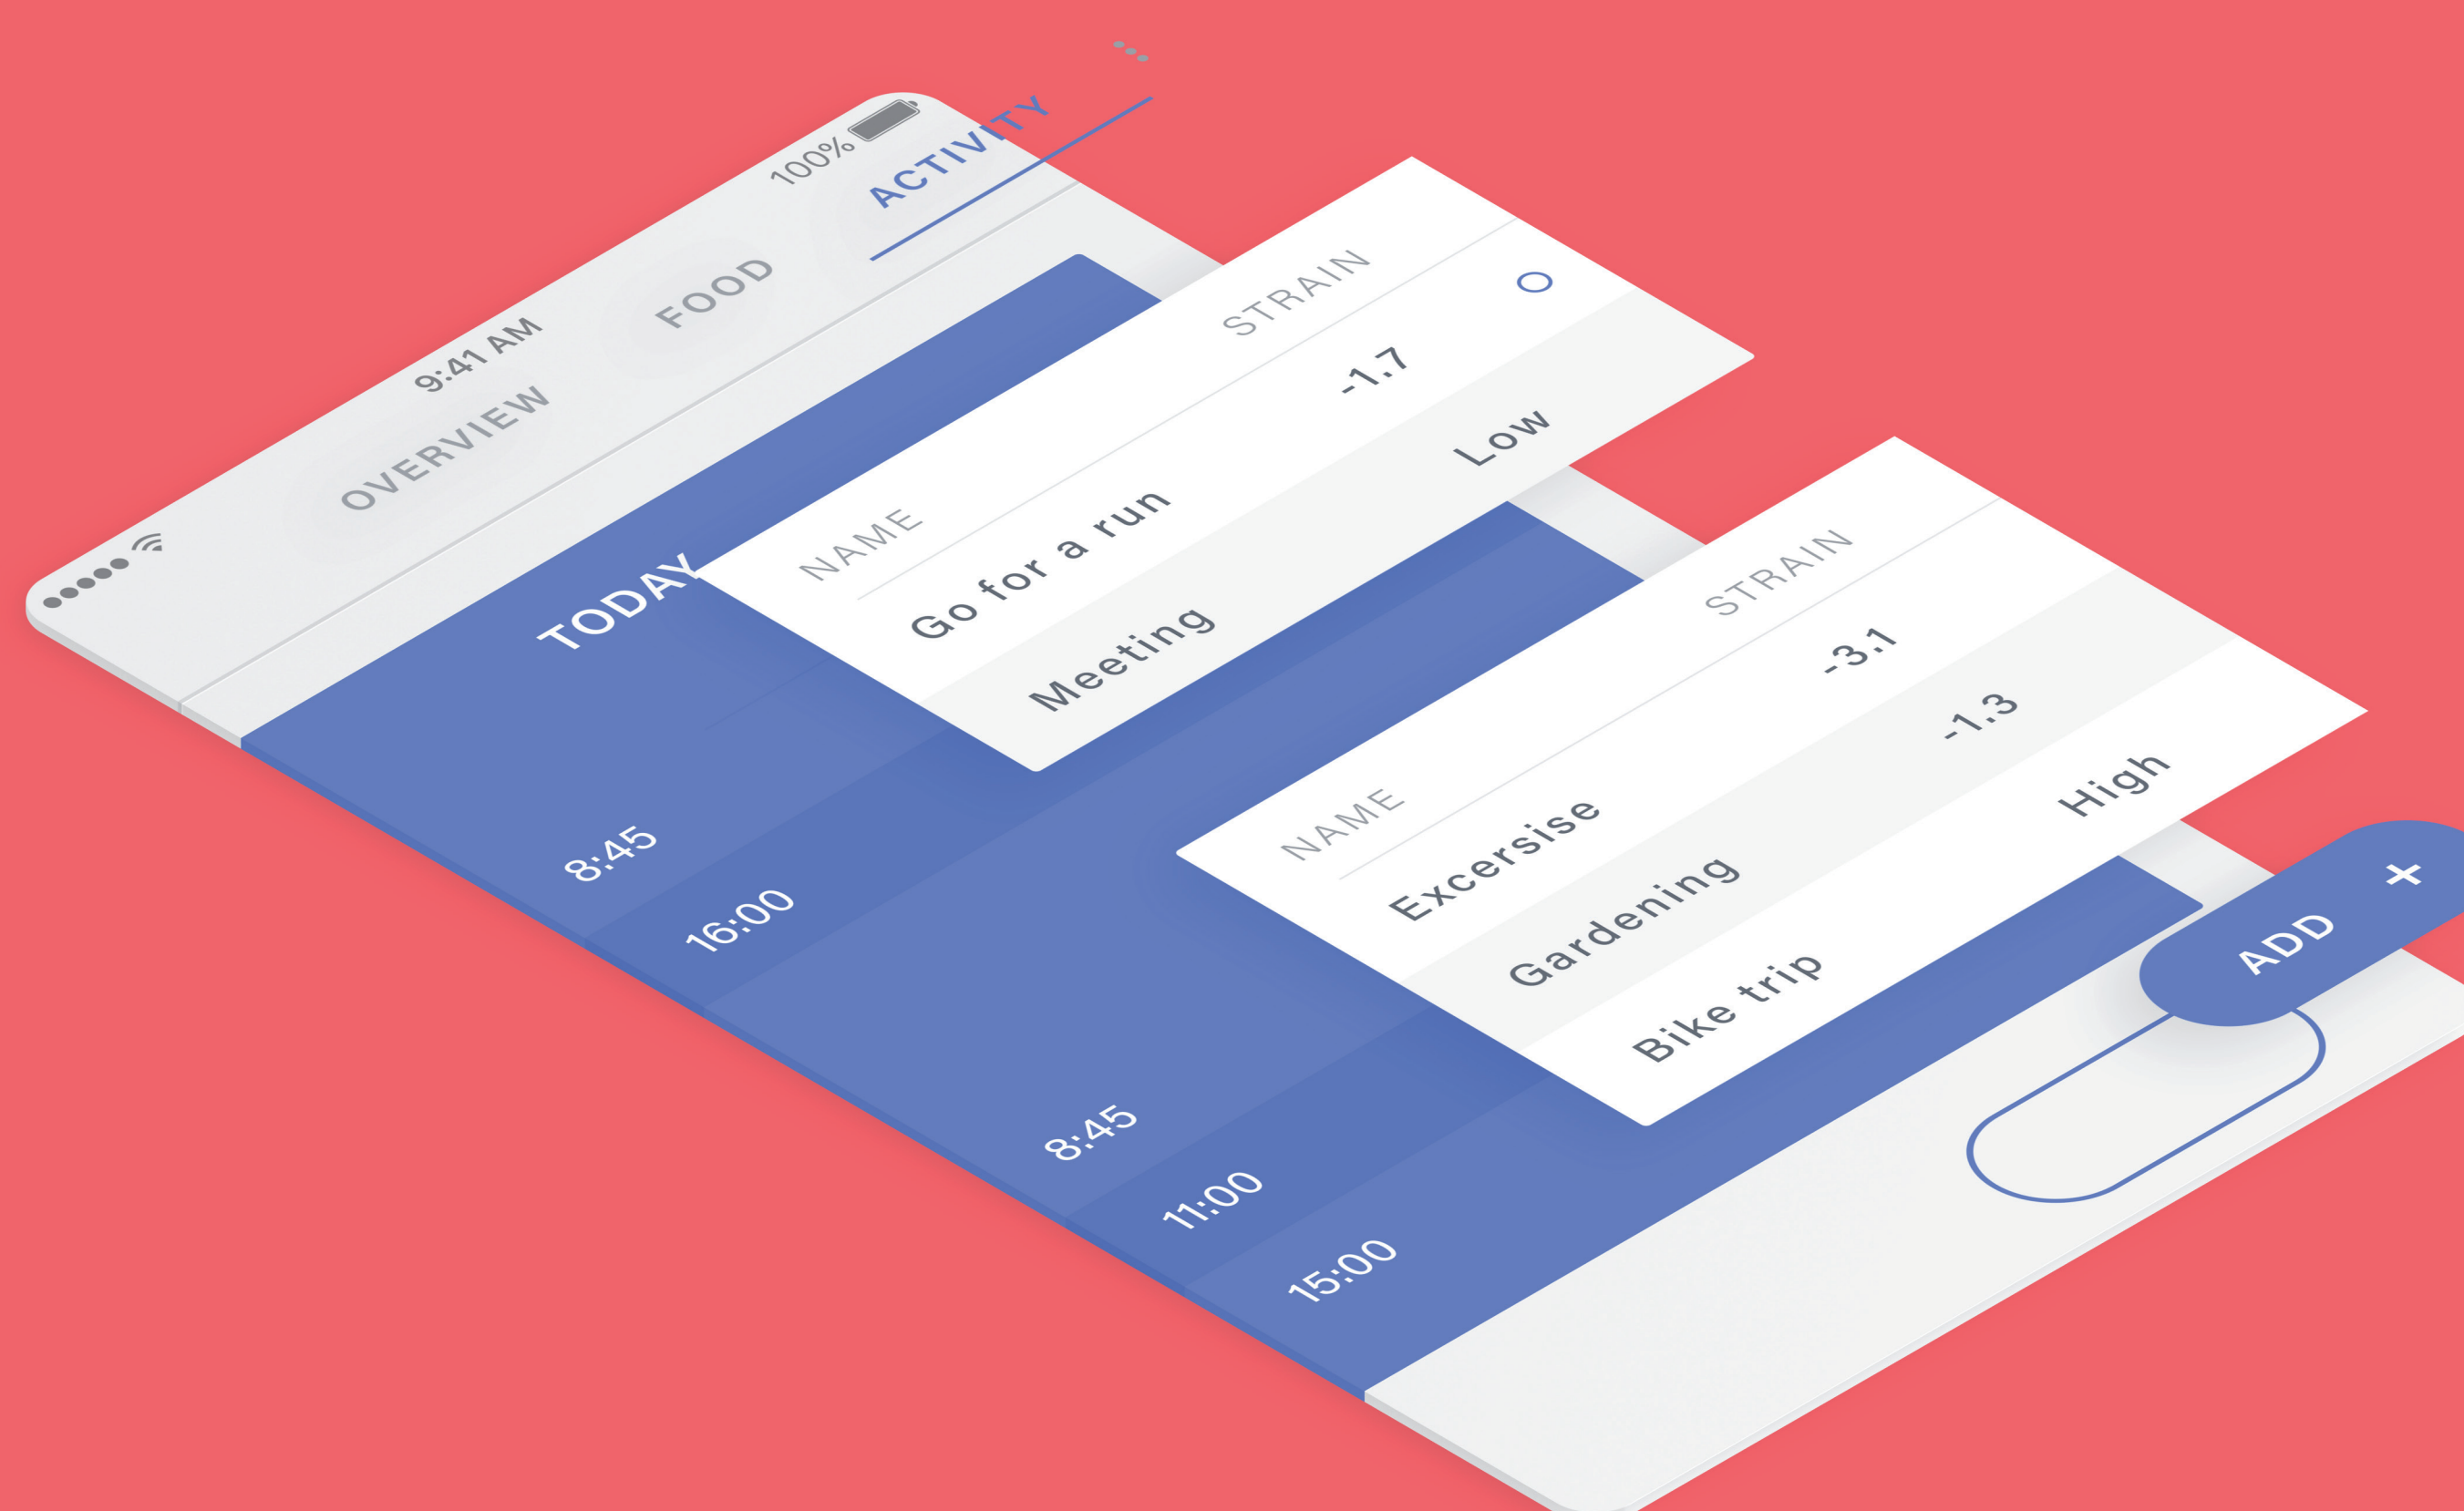 9:41 AM
100%
OVERVIEW FOOD ACTIVITY
TODAY
NAME STRAIN
8:45 Go for a run -1.7
16:00 Meeting Low
NAME STRAIN
8:45 Excersise -3.1
11:00 Gardening -1.3
15:00 Bike trip High
ADD +